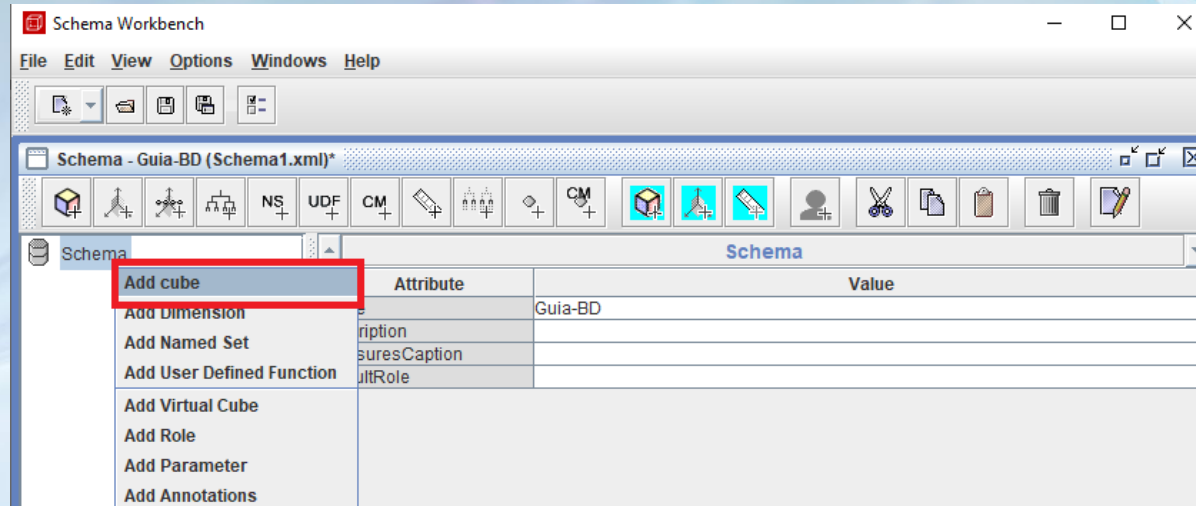 Schema Workbench
File Edit View Options Windows Help
Schema - Guia-BD (Schema1.xml)*
NS UDF CM CM
Schema
Schema
Add cube
Add Dimension
Add Named Set
Add User Defined Function
Add Virtual Cube
Add Role
Add Parameter
Add Annotations
Attribute Value
Guia-BD
ription
suresCaption
ultRole